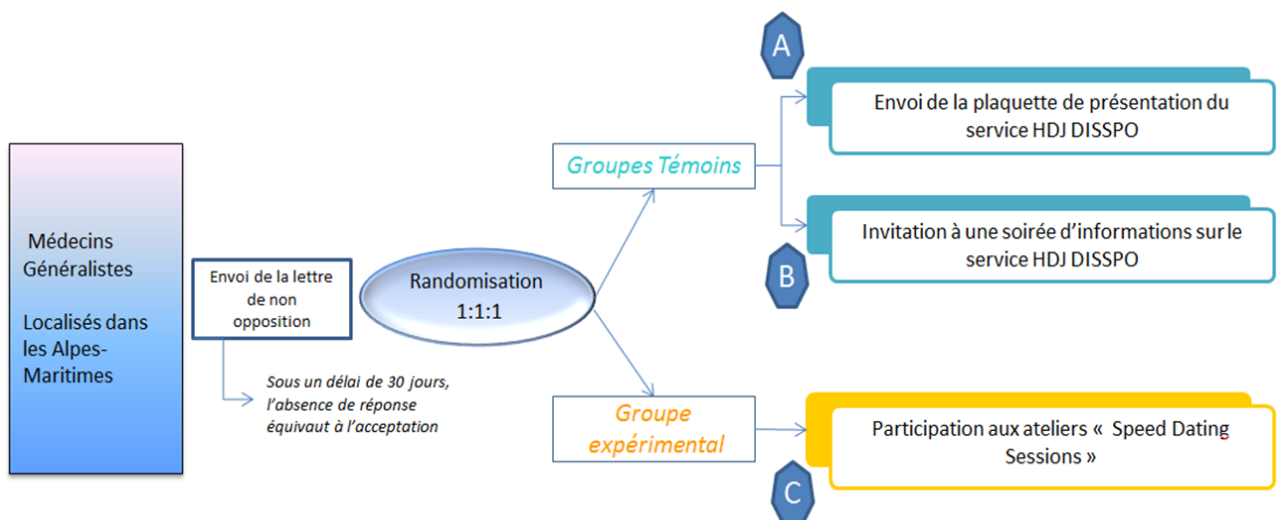 Médecins
Généralistes
Localisés dans
les Alpes-
Maritimes
Envoi de la lettre
de non
opposition
Sous un délai de 30 jours,
l'absence de réponse
équivaut à l'acceptation
Randomisation
1:1:1
Groupes Témoins
A
Envoi de la plaquette de présentation du
service HDJ DISSPO
B
Invitation à une soirée d'informations sur le
service HDJ DISSPO
Groupe
expérimental
C
Participation aux ateliers « Speed Dating
Sessions »